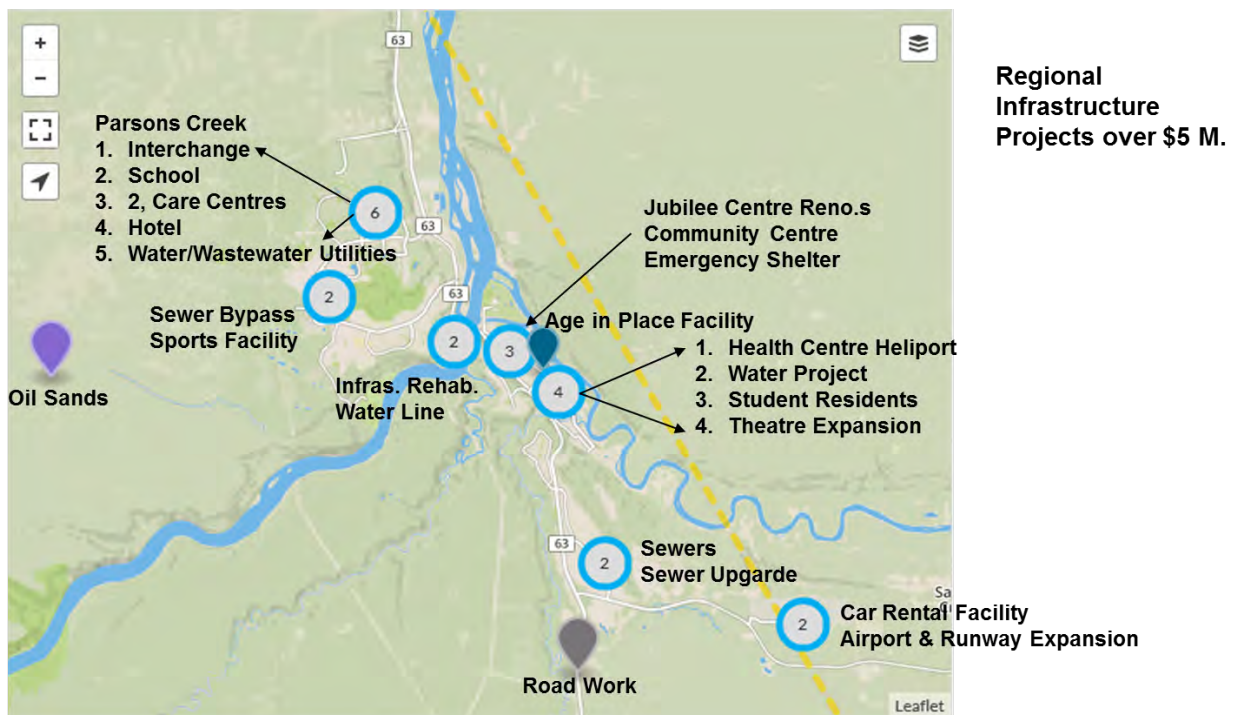 Regional
Infrastructure
Projects over $5 M.
+
−
63
Parsons Creek
1. Interchange
2. School
3. 2, Care Centres
4. Hotel
5. Water/Wastewater Utilities
6
63
Jubilee Centre Reno.s
Community Centre
Emergency Shelter
2
Sewer Bypass
Sports Facility
63
Age in Place Facility
2
3
4
1. Health Centre Heliport
2. Water Project
3. Student Residents
4. Theatre Expansion
Oil Sands
Infras. Rehab.
Water Line
63
2
Sewers
Sewer Upgarde
Sa
2
Car Rental Facility
Airport & Runway Expansion
Road Work
Leaflet